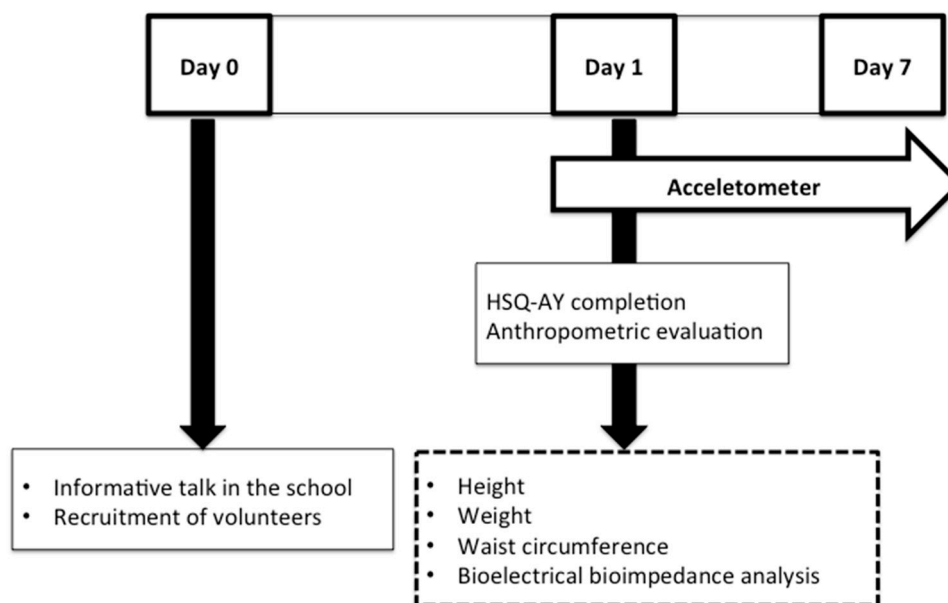 Day 0
Day 1
Day 7
Acceletometer
HSQ-AY completion
Anthropometric evaluation
• Informative talk in the school
• Recruitment of volunteers
• Height
• Weight
• Waist circumference
• Bioelectrical bioimpedance analysis